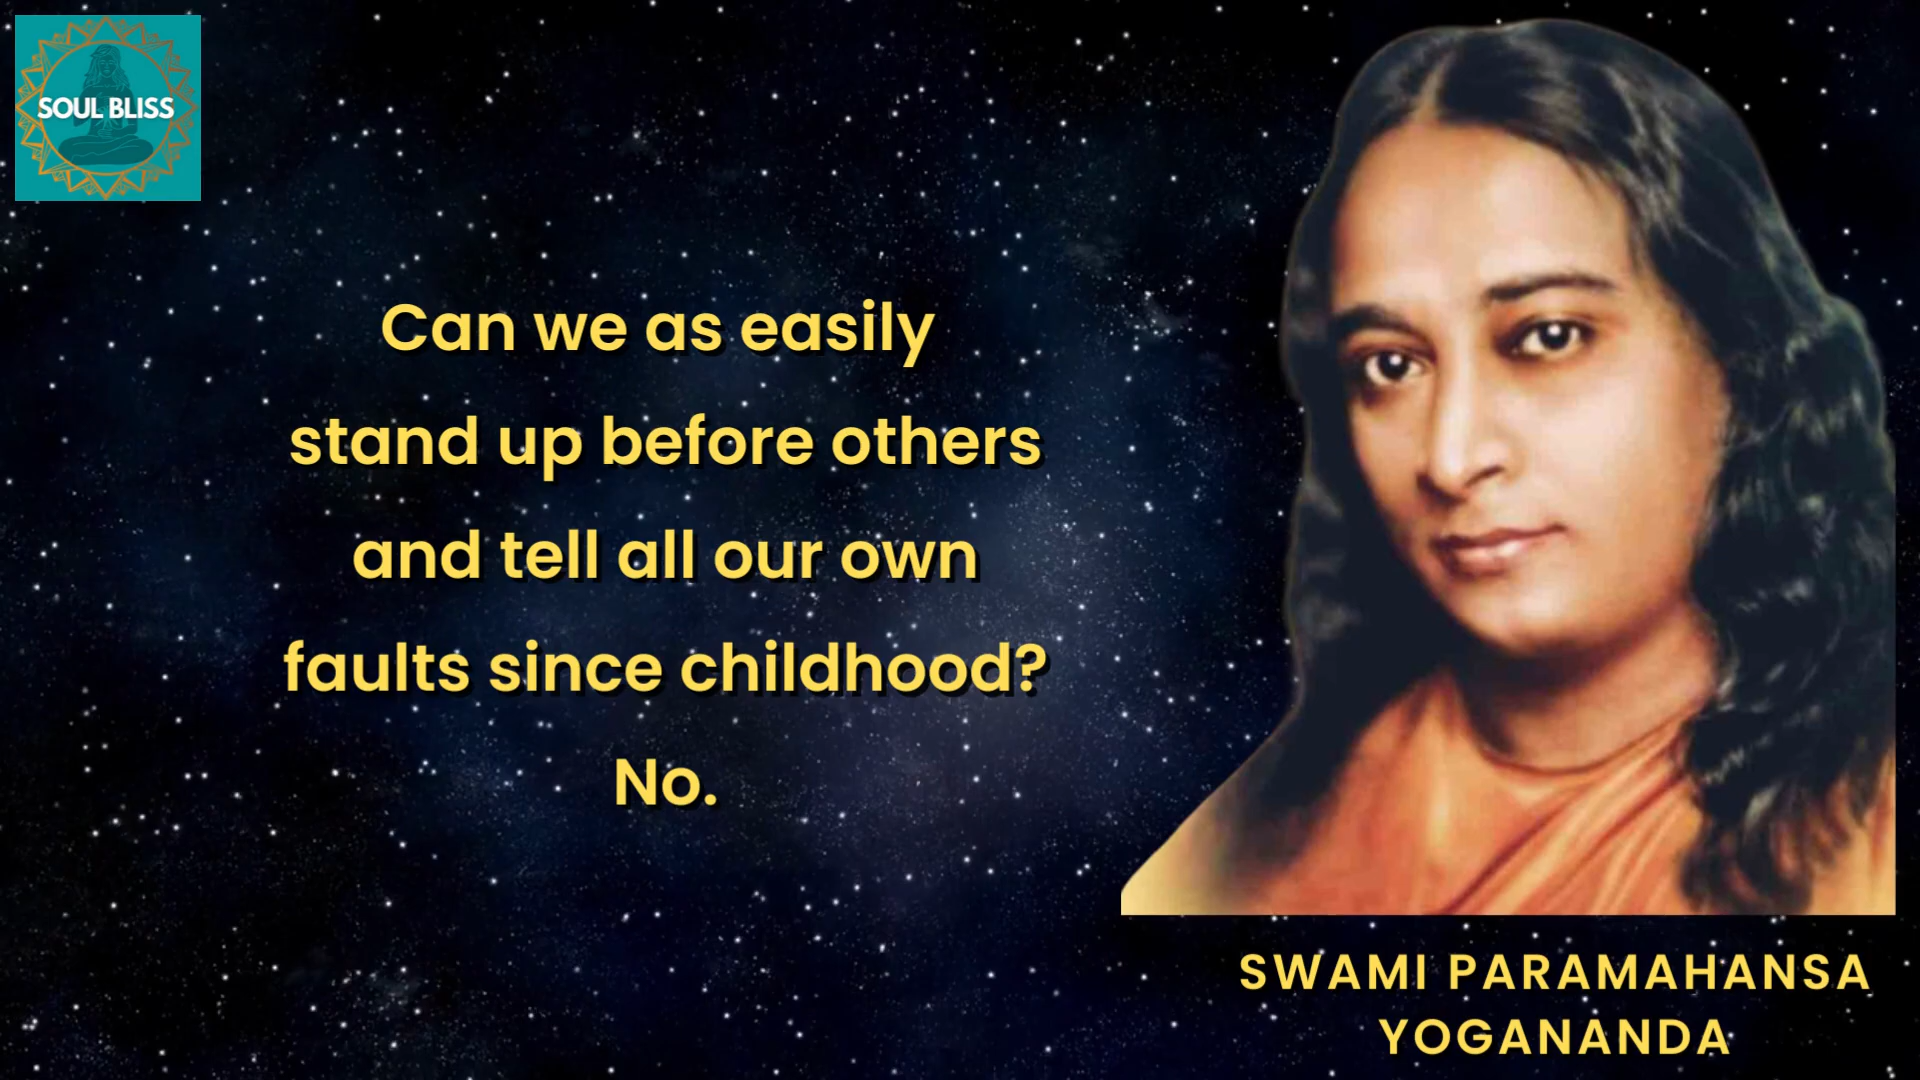 SOUL BLISS
Can we as easily
stand up before others
and tell all our own
faults since childhood?
No.
SWAMI PARAMAHANSA
YOGANANDA